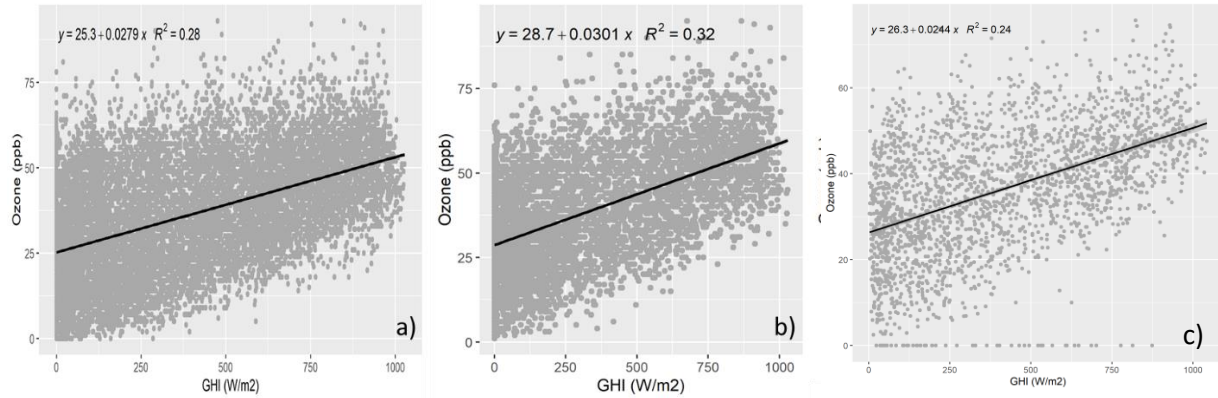 y = 25.3 + 0.0279 x R² = 0.28
75
50
25
0
Ozone (ppb)
0
250
500
750
1000
GHI (W/m2)
a)
y = 28.7 + 0.0301 x R² = 0.32
75
50
25
0
Ozone (ppb)
0
250
500
750
1000
GHI (W/m2)
b)
y = 26.3 + 0.0244 x R² = 0.24
60
40
20
0
Ozone (ppb)
0
250
500
750
1000
GHI (W/m2)
c)